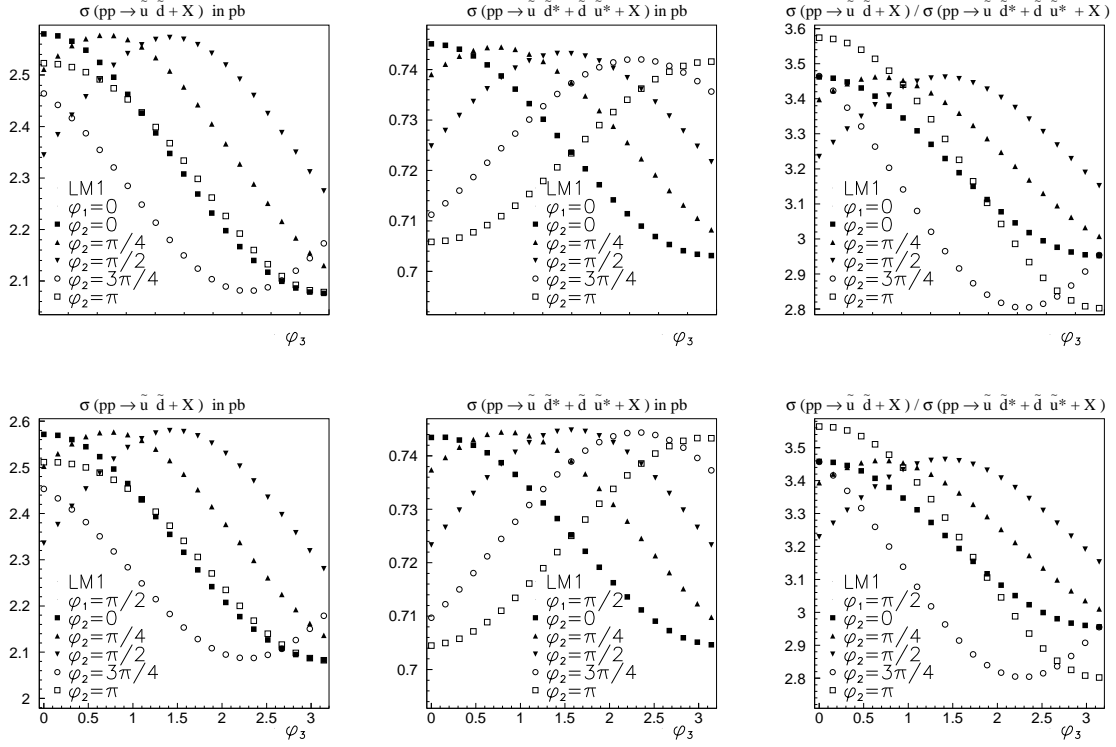 σ (pp → ũ d̃ + X ) in pb
2.5
2.4
2.3
2.2
2.1
LM1
φ₁=0
φ₂=0
φ₂=π/4
φ₂=π/2
φ₂=3π/4
φ₂=π
φ₃
σ (pp → ũ d̃* + d̃ ũ* + X ) in pb
0.74
0.73
0.72
0.71
0.7
LM1
φ₁=0
φ₂=0
φ₂=π/4
φ₂=π/2
φ₂=3π/4
φ₂=π
φ₃
σ (pp → ũ d̃ + X ) / σ (pp → ũ d̃* + d̃ ũ* + X )
3.6
3.5
3.4
3.3
3.2
3.1
3
2.9
2.8
LM1
φ₁=0
φ₂=0
φ₂=π/4
φ₂=π/2
φ₂=3π/4
φ₂=π
φ₃
σ (pp → ũ d̃ + X ) in pb
2.6
2.5
2.4
2.3
2.2
2.1
2
LM1
φ₁=π/2
φ₂=0
φ₂=π/4
φ₂=π/2
φ₂=3π/4
φ₂=π
0 0.5 1 1.5 2 2.5 3
φ₃
σ (pp → ũ d̃* + d̃ ũ* + X ) in pb
0.74
0.73
0.72
0.71
0.7
LM1
φ₁=π/2
φ₂=0
φ₂=π/4
φ₂=π/2
φ₂=3π/4
φ₂=π
0 0.5 1 1.5 2 2.5 3
φ₃
σ (pp → ũ d̃ + X ) / σ (pp → ũ d̃* + d̃ ũ* + X )
3.5
3.4
3.3
3.2
3.1
3
2.9
2.8
LM1
φ₁=π/2
φ₂=0
φ₂=π/4
φ₂=π/2
φ₂=3π/4
φ₂=π
0 0.5 1 1.5 2 2.5 3
φ₃